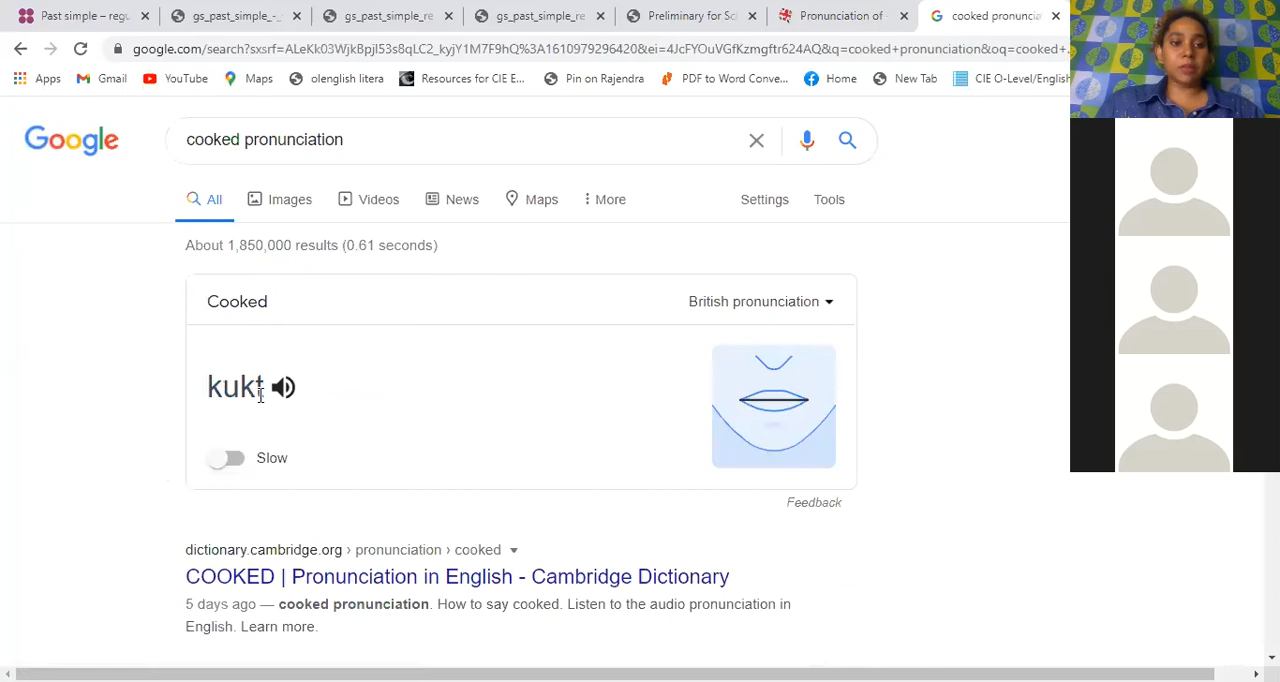 Past simple – regu
gs_past_simple_-_
gs_past_simple_re
gs_past_simple_re
Preliminary for Scl
Pronunciation of -
cooked pronuncia
google.com/search?sxsrf=ALeKk03WjkBpJI53s8qLC2_kyjY1M7F9hQ%3A1610979296420&ei=4JcFYOuVGfKzmgftr624AQ&q=cooked+pronunciation&oq=cooked+.
Apps
Gmail
YouTube
Maps
olenglish litera
Resources to CIE E...
Pin on Rajendra
PDF to Word Conve...
Home
New Tab
CIE O-Level/English
Google
cooked pronunciation
All
Images
Videos
News
Maps
More
Settings
Tools
About 1,850,000 results (0.61 seconds)
Cooked
British pronunciation
kukt
Slow
Feedback
dictionary.cambridge.org › pronunciation › cooked
COOKED | Pronunciation in English - Cambridge Dictionary
5 days ago — cooked pronunciation. How to say cooked. Listen to the audio pronunciation in
English. Learn more.